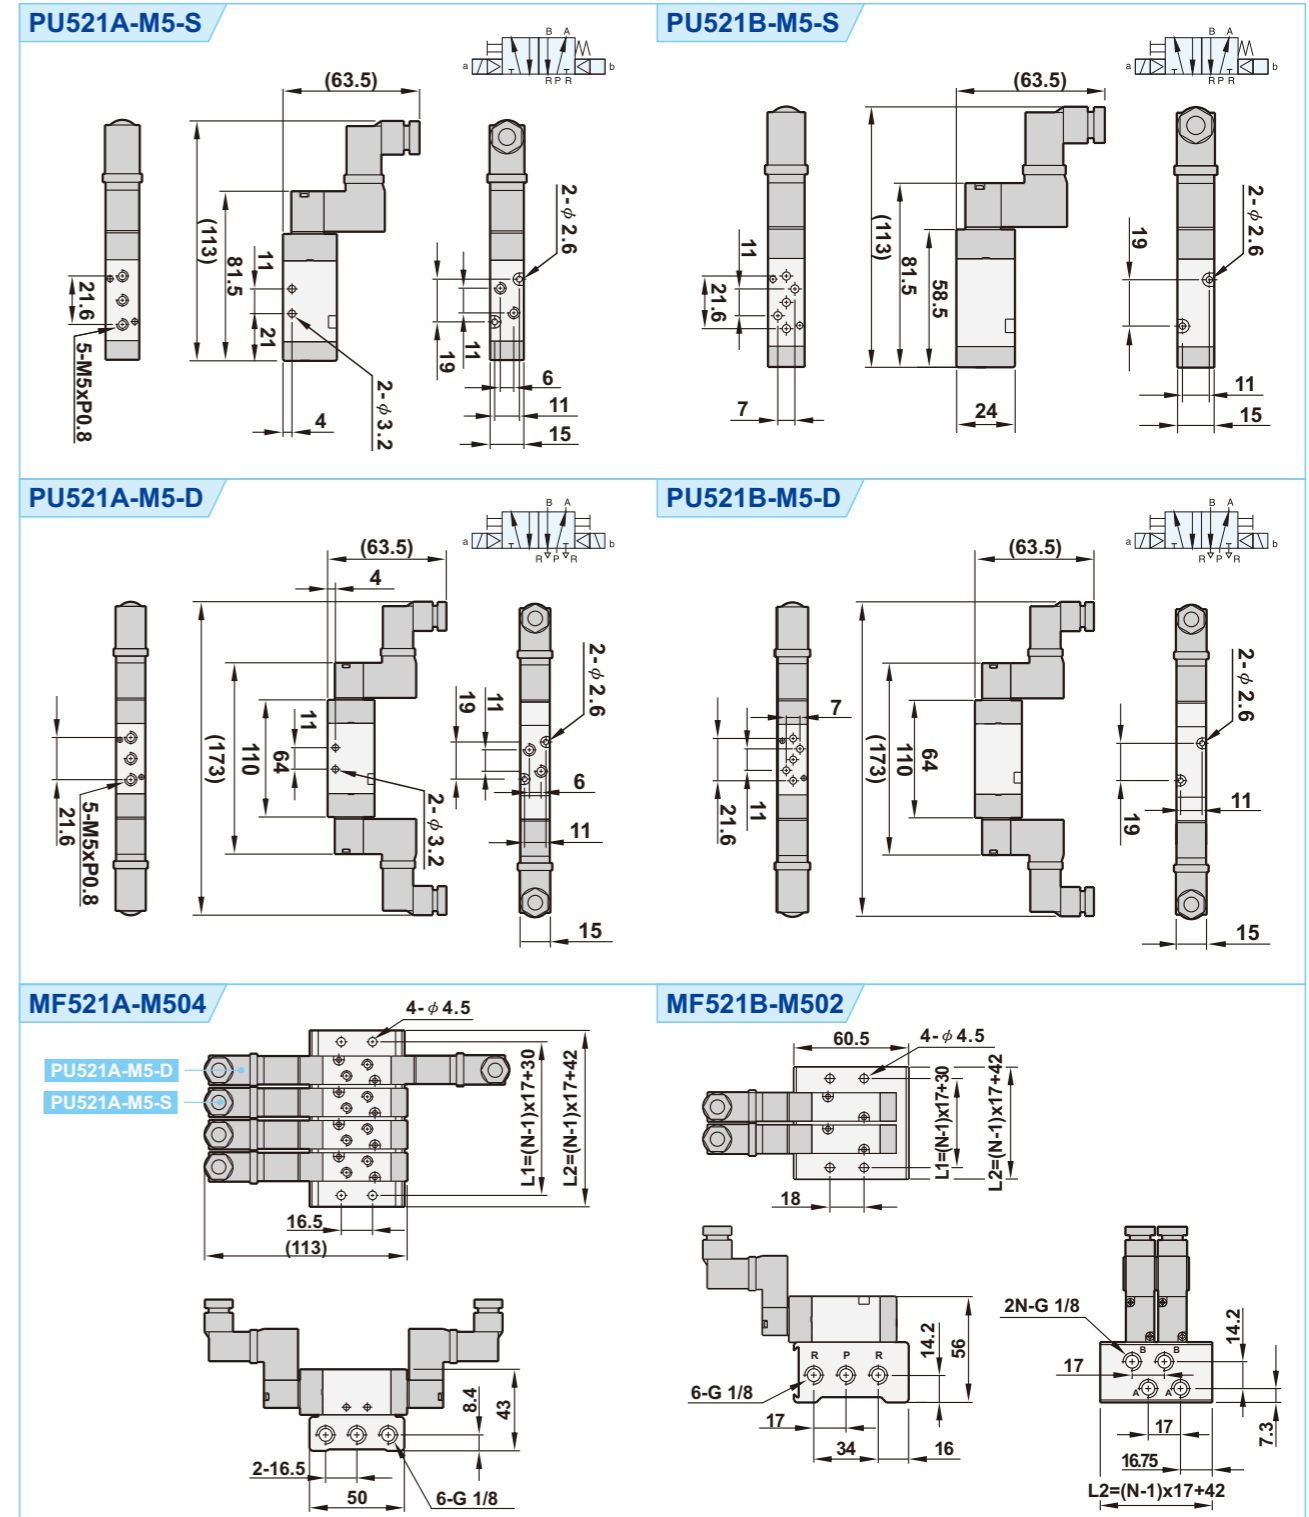 PU521A-M5-S
B A
a
b
R P R
(63.5)
(113)
81.5
11
21
21.6
5-M5xP0.8
4
2-φ3.2
2-φ2.6
19
11
6
11
15
PU521B-M5-S
B A
a
b
R P R
(63.5)
(113)
81.5
58.5
11
21.6
7
24
19
2-φ2.6
11
15
PU521A-M5-D
B A
a
b
R P R
(63.5)
4
(173)
110
64
11
21.6
5-M5xP0.8
2-φ3.2
2-φ2.6
19
11
6
11
15
PU521B-M5-D
B A
a
b
R P R
(63.5)
(173)
110
64
7
11
21.6
2-φ2.6
19
11
15
MF521A-M504
4-φ4.5
PU521A-M5-D
PU521A-M5-S
L1=(N-1)x17+30
L2=(N-1)x17+42
16.5
(113)
8.4
43
2-16.5
50
6-G 1/8
MF521B-M502
60.5
4-φ4.5
L1=(N-1)x17+30
L2=(N-1)x17+42
18
R P R
14.2
56
6-G 1/8
17
34
16
2N-G 1/8
B B
A A
17
14.2
7.3
17
16.75
L2=(N-1)x17+42